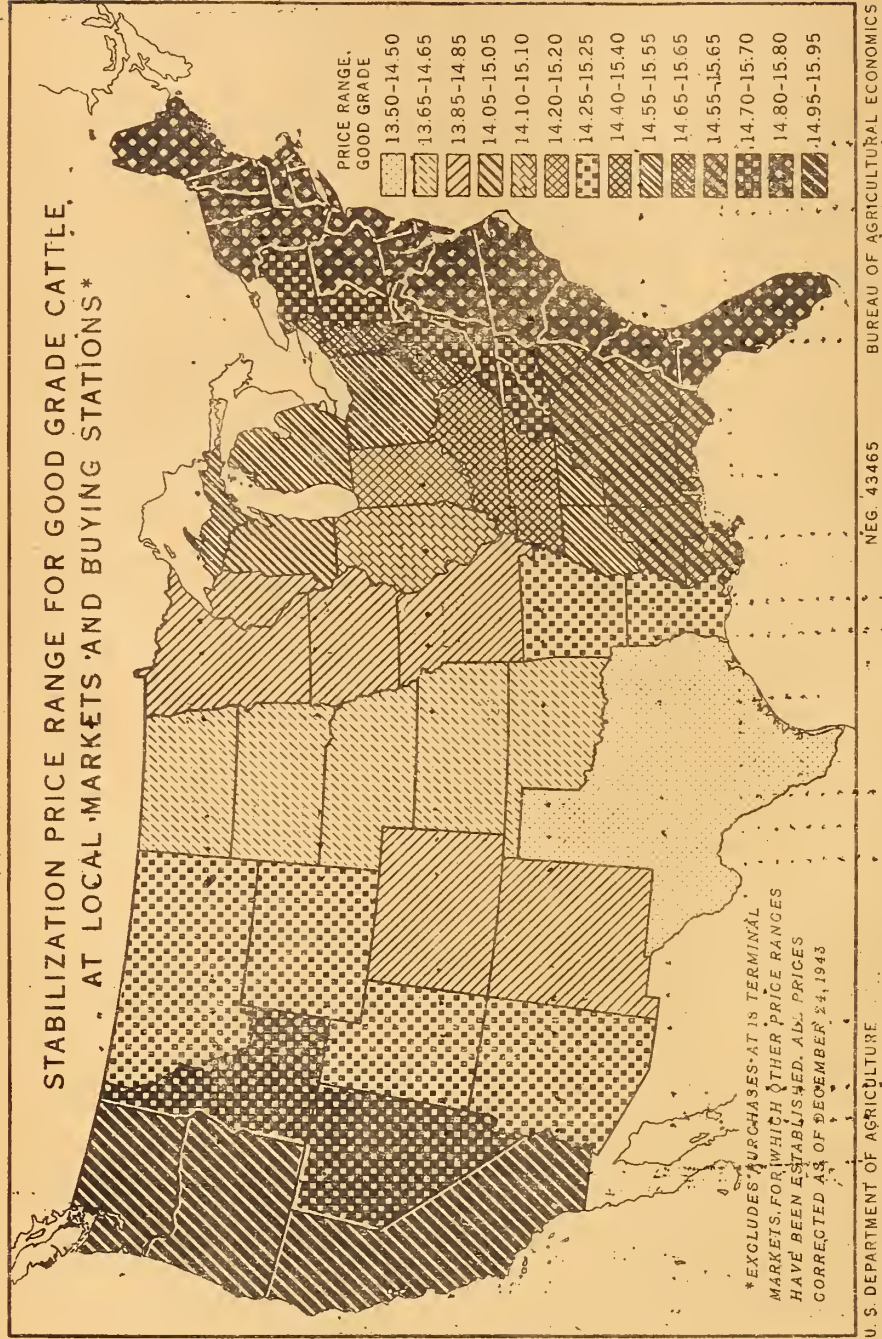 STABILIZATION PRICE RANGE FOR GOOD GRADE CATTLE,
AT LOCAL MARKETS AND BUYING STATIONS*
PRICE RANGE,
GOOD GRADE
13.50-14.50
13.65-14.65
13.85-14.85
14.05-15.05
14.10-15.10
14.20-15.20
14.25-15.25
14.40-15.40
14.55-15.55
14.65-15.65
14.55-15.65
14.70-15.70
14.80-15.80
14.95-15.95
*EXCLUDES PURCHASES AT 18 TERMINAL
MARKETS FOR WHICH OTHER PRICE RANGES
HAVE BEEN ESTABLISHED. ALL PRICES
CORRECTED AS OF DECEMBER 24, 1943
U. S. DEPARTMENT OF AGRICULTURE
NEG. 43465
BUREAU OF AGRICULTURAL ECONOMICS